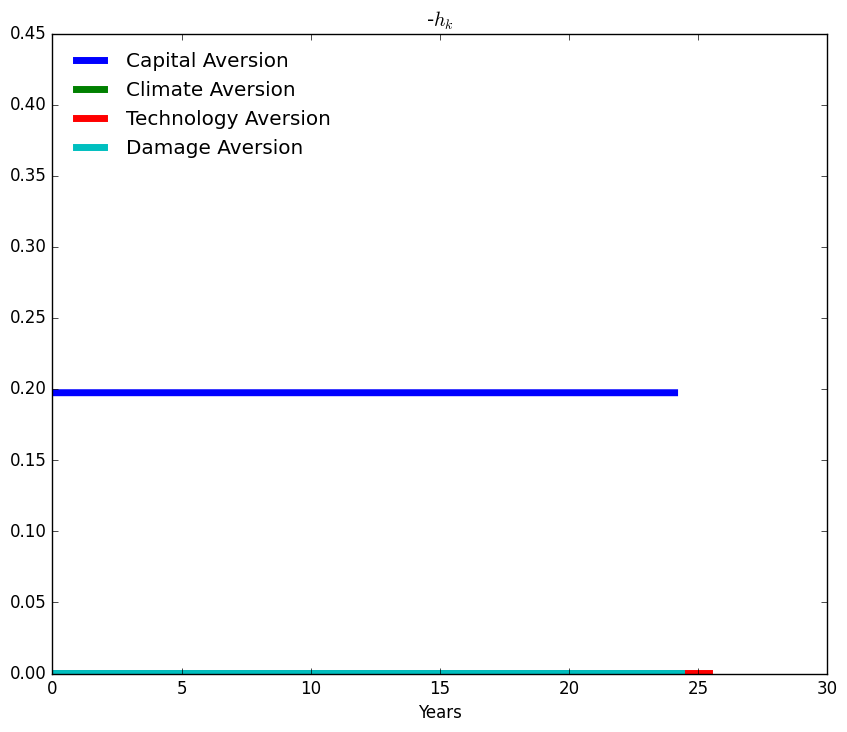 -h_k
0.45
Capital Aversion
Climate Aversion
0.40
Technology Aversion
Damage Aversion
0.35
0.30
0.25
0.20
0.15
0.10
0.05
0.00
0 5 10 15 20 25 30
Years